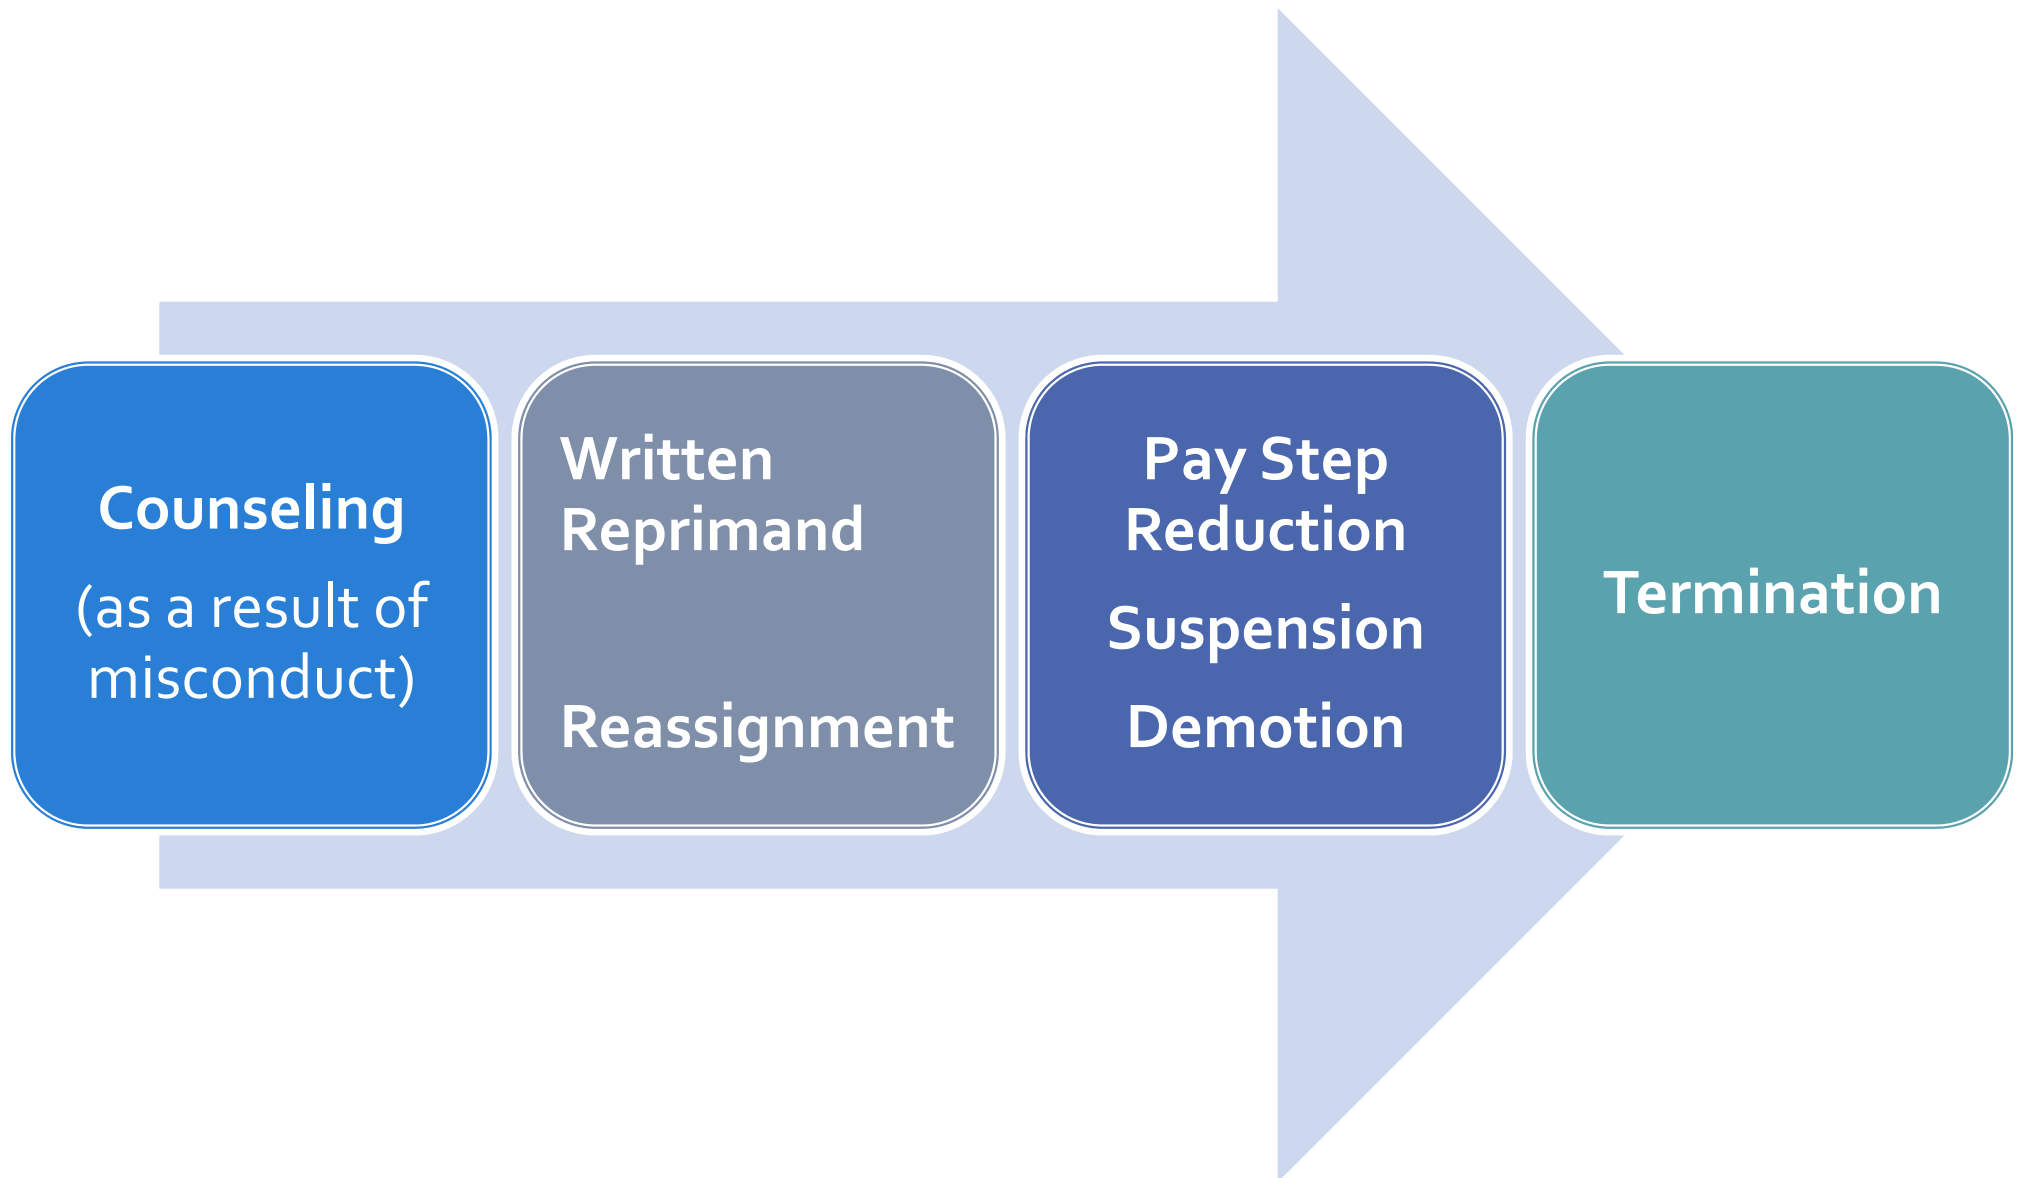 Counseling
(as a result of
misconduct)
Written
Reprimand
Reassignment
Pay Step
Reduction
Suspension
Demotion
Termination